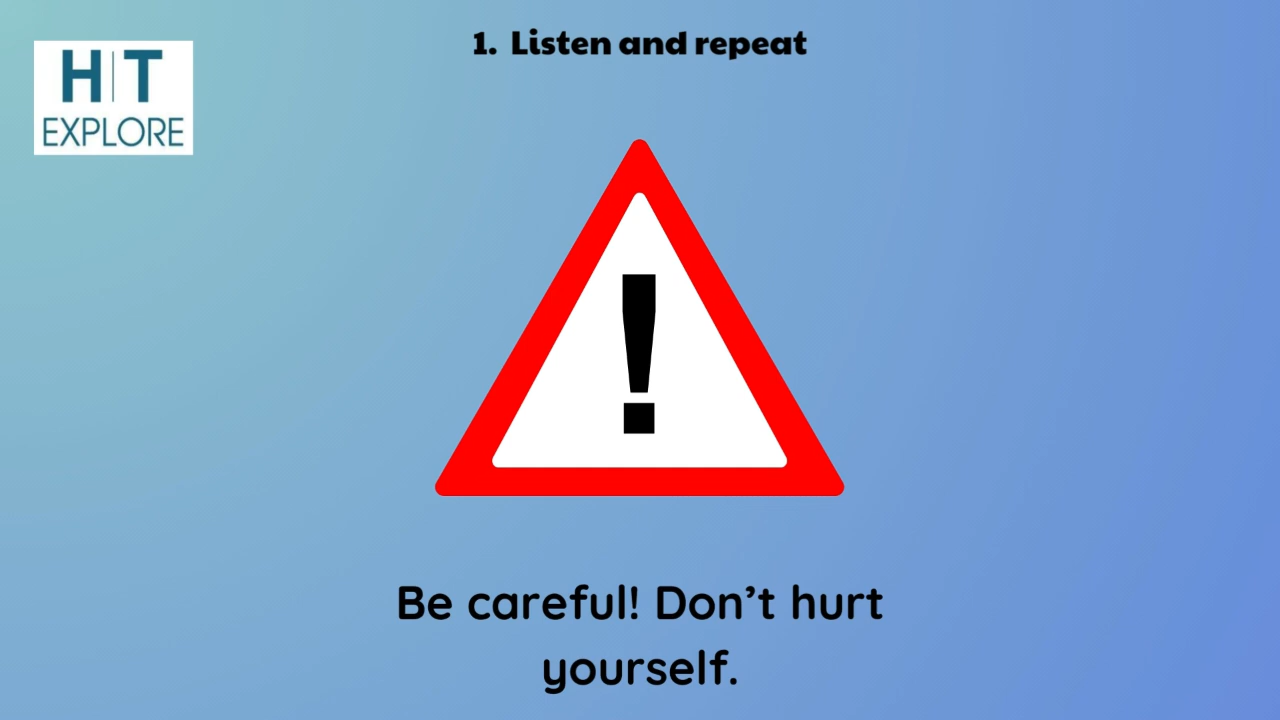 1. Listen and repeat
H|T
EXPLORE
!
Be careful! Don’t hurt
yourself.